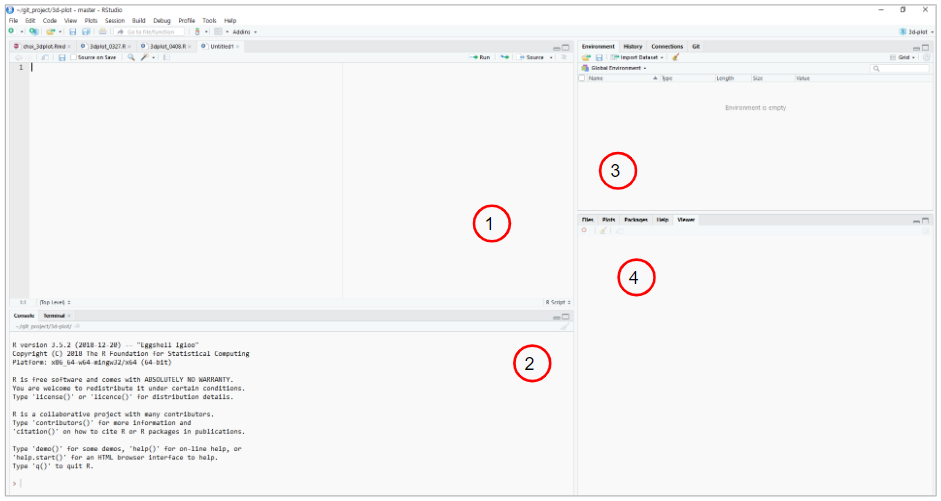 ~/git_project/3d-plot - master - RStudio
File Edit Code View Plots Session Build Debug Profile Tools Help
Go to file/function Addins 3d-plot
choi_3dplot.Rmd 3dplot_0327.R 3dplot_0408.R Untitled1
Source on Save Run Source
1
1
1:1 (Top Level) R Script
Console Terminal
~/git_project/3d-plot/
2
R version 3.5.2 (2018-12-20) -- "Eggshell Igloo"
Copyright (C) 2018 The R Foundation for Statistical Computing
Platform: x86_64-w64-mingw32/x64 (64-bit)
R is free software and comes with ABSOLUTELY NO WARRANTY.
You are welcome to redistribute it under certain conditions.
Type 'license()' or 'licence()' for distribution details.
R is a collaborative project with many contributors.
Type 'contributors()' for more information and
'citation()' on how to cite R or R packages in publications.
Type 'demo()' for some demos, 'help()' for on-line help, or
'help.start()' for an HTML browser interface to help.
Type 'q()' to quit R.
>
Environment History Connections Git
Import Dataset Grid
Global Environment
Name Type Length Size Value
Environment is empty
3
Files Plots Packages Help Viewer
4